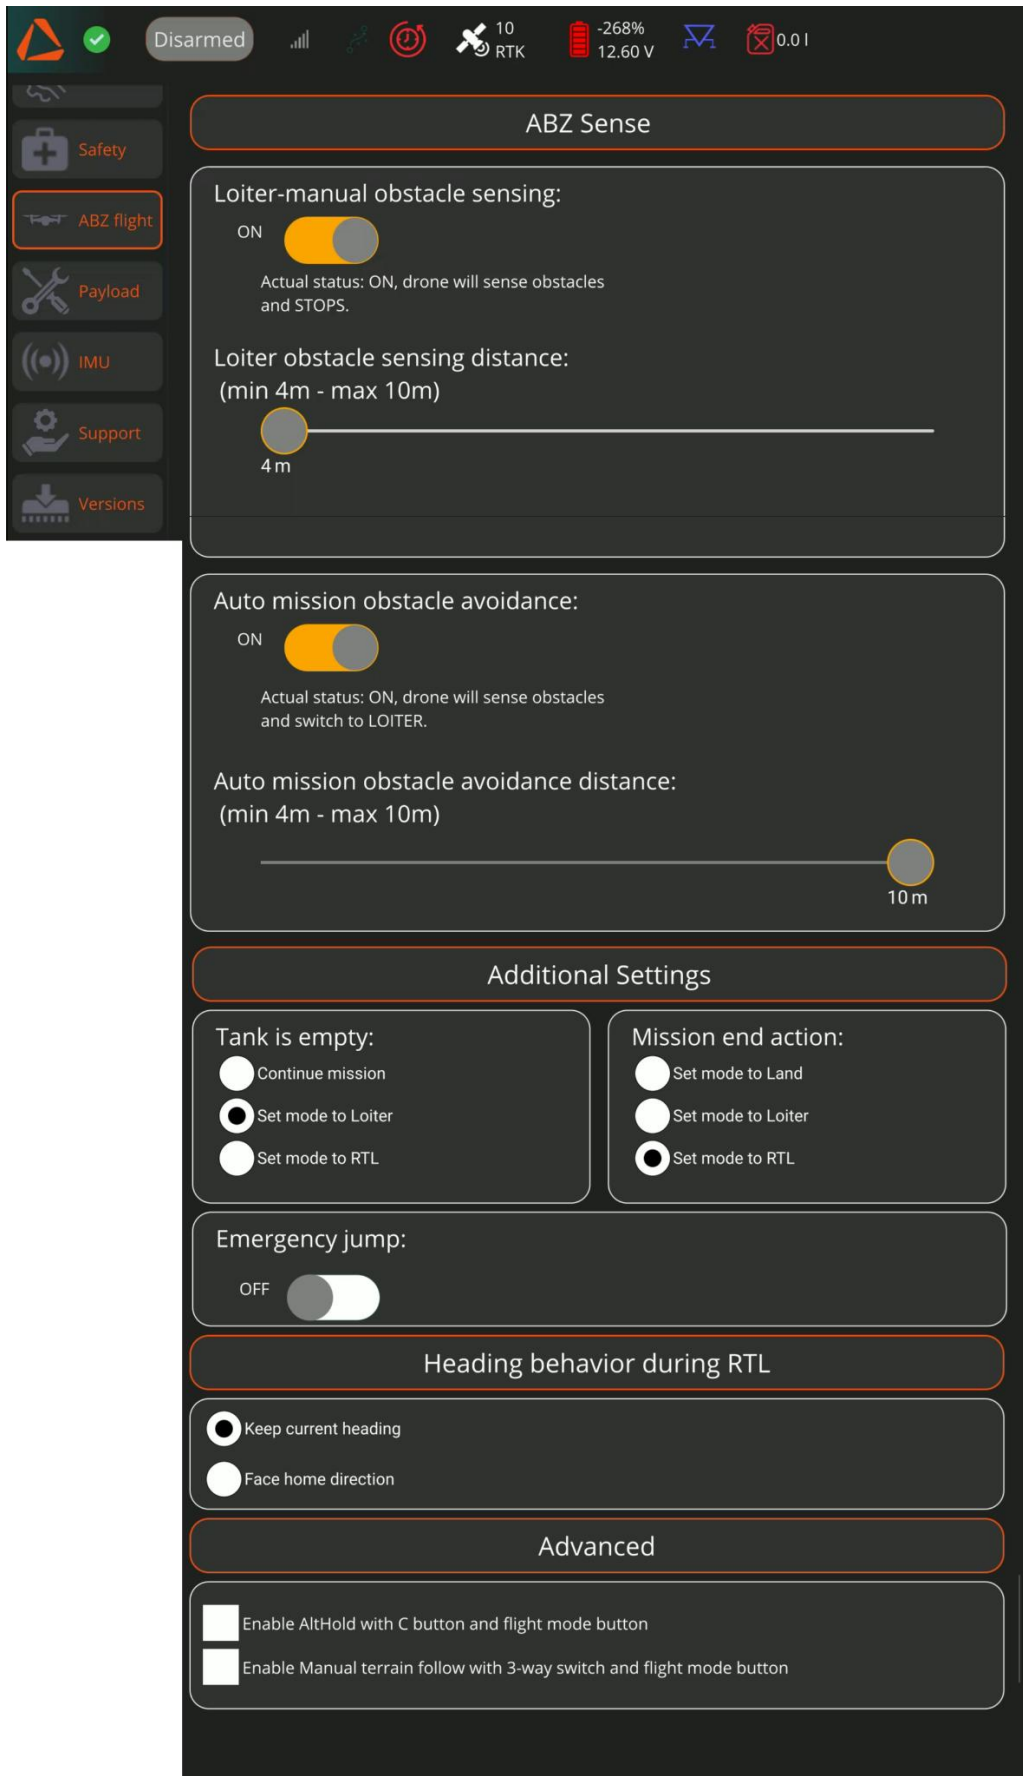 Disarmed
10
RTK
-268%
12.60 V
0.0 l
Safety
ABZ flight
Payload
IMU
Support
Versions
ABZ Sense
Loiter-manual obstacle sensing:
ON
Actual status: ON, drone will sense obstacles
and STOPS.
Loiter obstacle sensing distance:
(min 4m - max 10m)
4 m
Auto mission obstacle avoidance:
ON
Actual status: ON, drone will sense obstacles
and switch to LOITER.
Auto mission obstacle avoidance distance:
(min 4m - max 10m)
10 m
Additional Settings
Tank is empty:
Continue mission
Set mode to Loiter
Set mode to RTL
Mission end action:
Set mode to Land
Set mode to Loiter
Set mode to RTL
Emergency jump:
OFF
Heading behavior during RTL
Keep current heading
Face home direction
Advanced
Enable AltHold with C button and flight mode button
Enable Manual terrain follow with 3-way switch and flight mode button